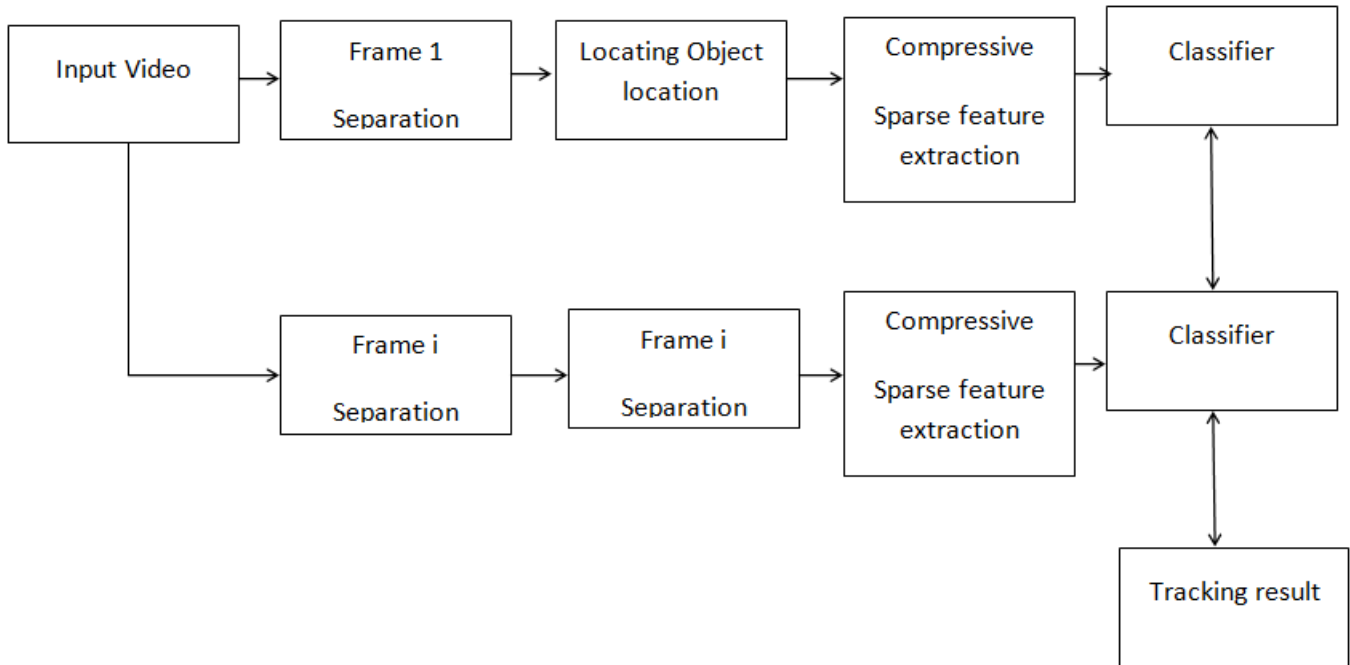 Input Video
Frame 1
Separation
Locating Object
location
Compressive
Sparse feature
extraction
Classifier
Frame i
Separation
Frame i
Separation
Compressive
Sparse feature
extraction
Classifier
Tracking result